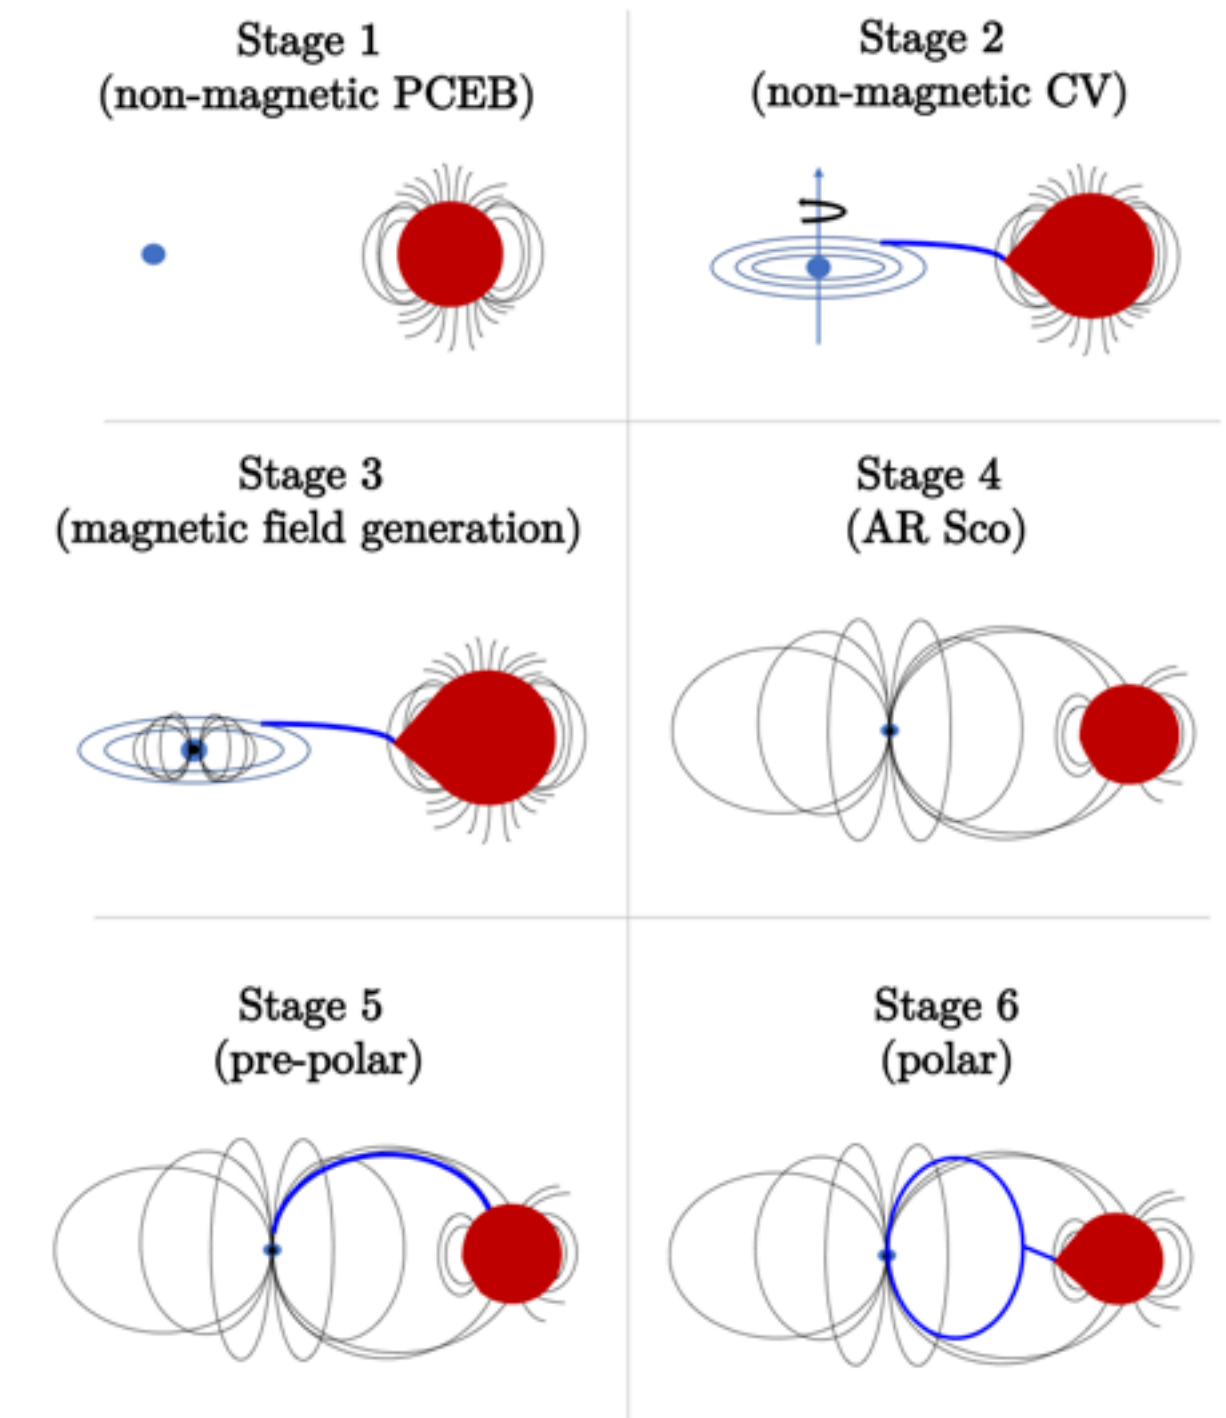 Stage 1
(non-magnetic PCEB)
Stage 2
(non-magnetic CV)
Stage 3
(magnetic field generation)
Stage 4
(AR Sco)
Stage 5
(pre-polar)
Stage 6
(polar)